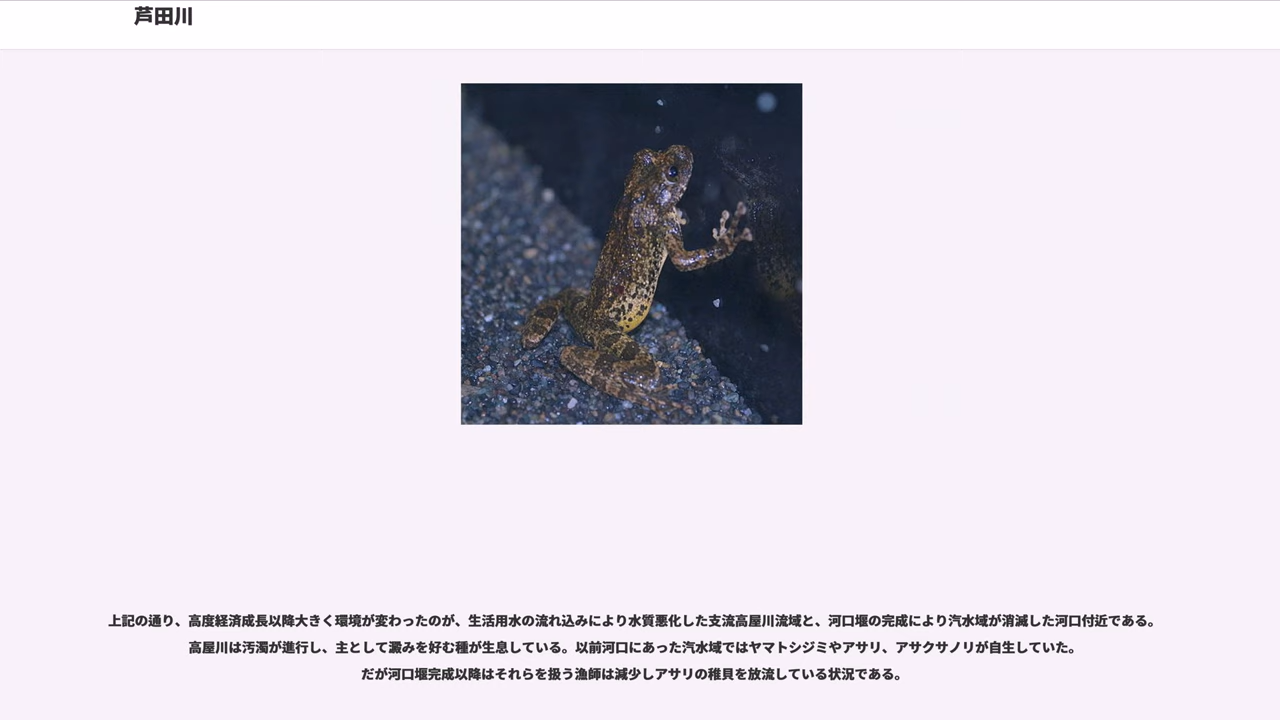 芦田川
上記の通り、高度経済成長以降大きく環境が変わったのが、生活用水の流れ込みにより水質悪化した支流高屋川流域と、河口堰の完成により汽水域が消滅した河口付近である。
高屋川は汚濁が進行し、主として澱みを好む種が生息している。以前河口にあった汽水域ではヤマトシジミやアサリ、アサクサノリが自生していた。
だが河口堰完成以降はそれらを扱う漁師は減少しアサリの稚貝を放流している状況である。